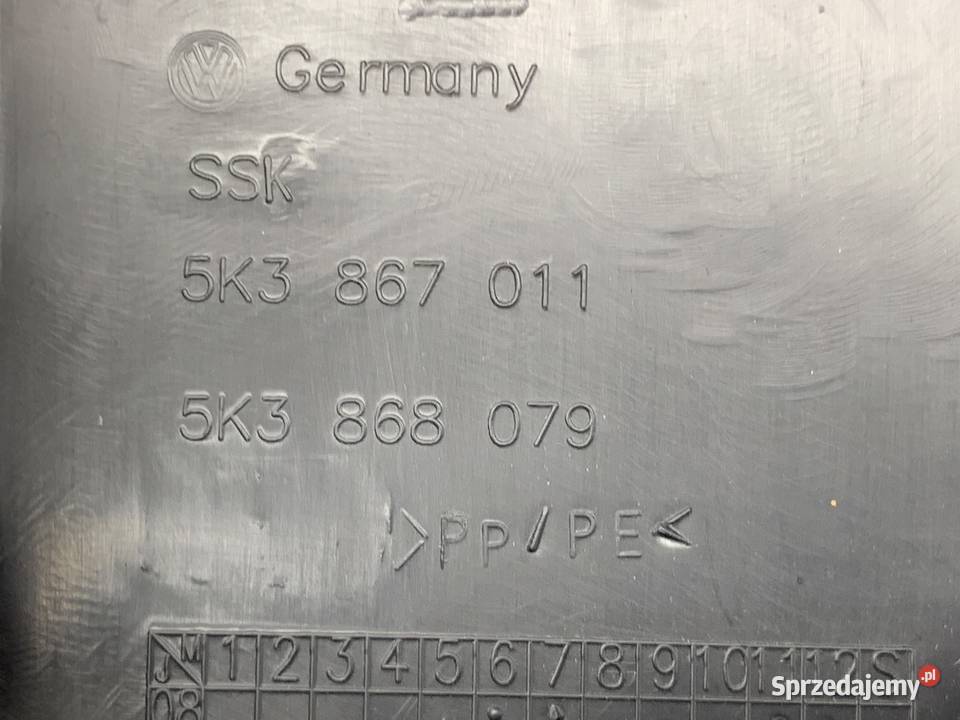 VW Germany
SSK
5K3 867 011
5K3 868 079
>PP/PE<
J M 1 2 3 4 5 6 7 8 9 10 11 12 S
08
Sprzedajemy.pl